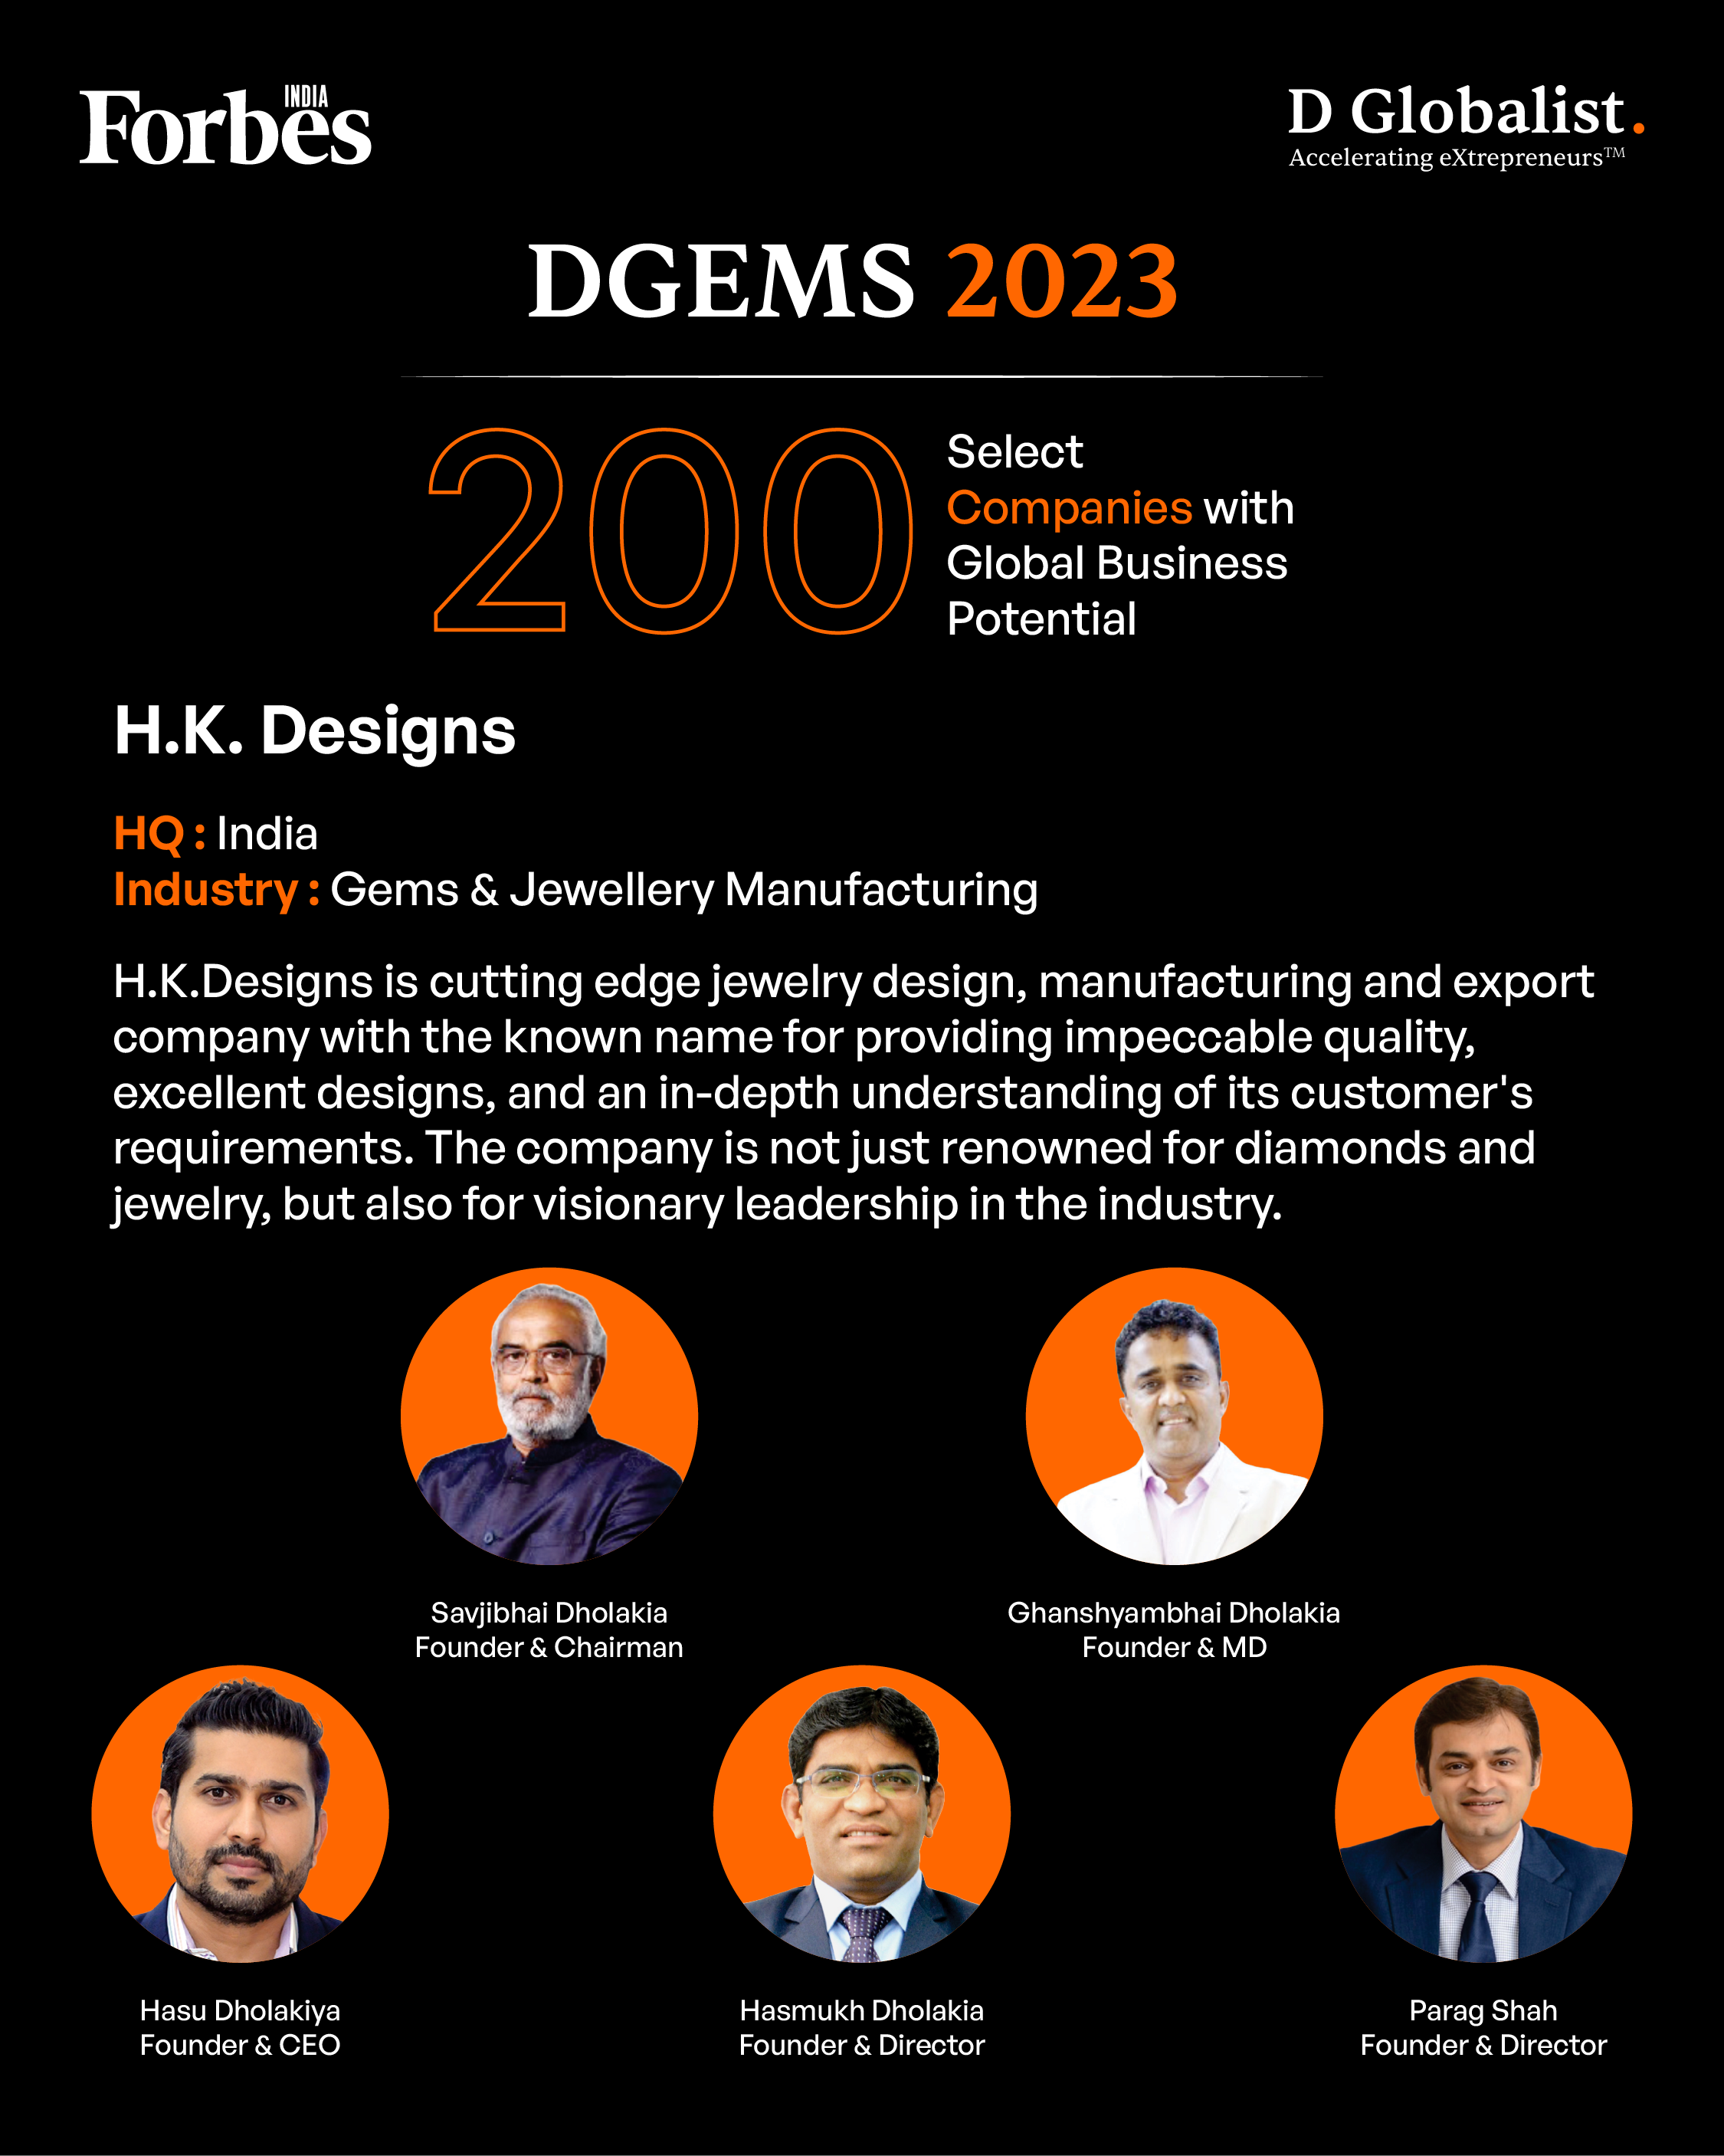 Forbes INDIA
D Globalist.
Accelerating eXtrepreneurs™
DGEMS 2023
200
Select
Companies with
Global Business
Potential
H.K. Designs
HQ : India
Industry : Gems & Jewellery Manufacturing
H.K.Designs is cutting edge jewelry design, manufacturing and export
company with the known name for providing impeccable quality,
excellent designs, and an in-depth understanding of its customer's
requirements. The company is not just renowned for diamonds and
jewelry, but also for visionary leadership in the industry.
Savjibhai Dholakia
Founder & Chairman
Ghanshyambhai Dholakia
Founder & MD
Hasu Dholakiya
Founder & CEO
Hasmukh Dholakia
Founder & Director
Parag Shah
Founder & Director